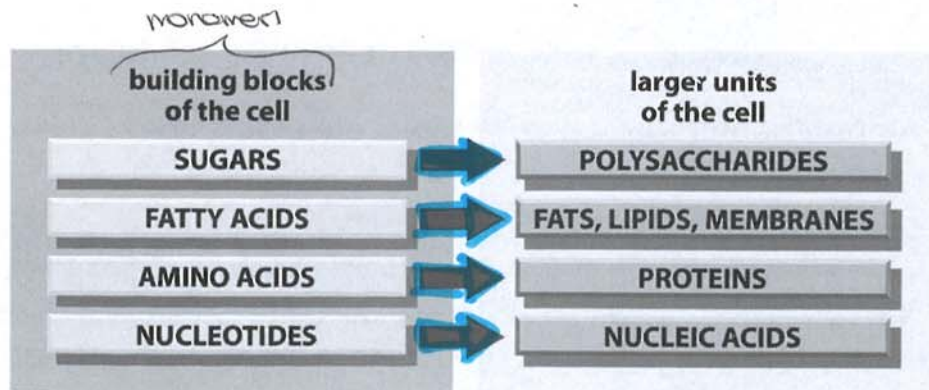 monomer
building blocks
of the cell
larger units
of the cell
SUGARS
POLYSACCHARIDES
FATTY ACIDS
FATS, LIPIDS, MEMBRANES
AMINO ACIDS
PROTEINS
NUCLEOTIDES
NUCLEIC ACIDS